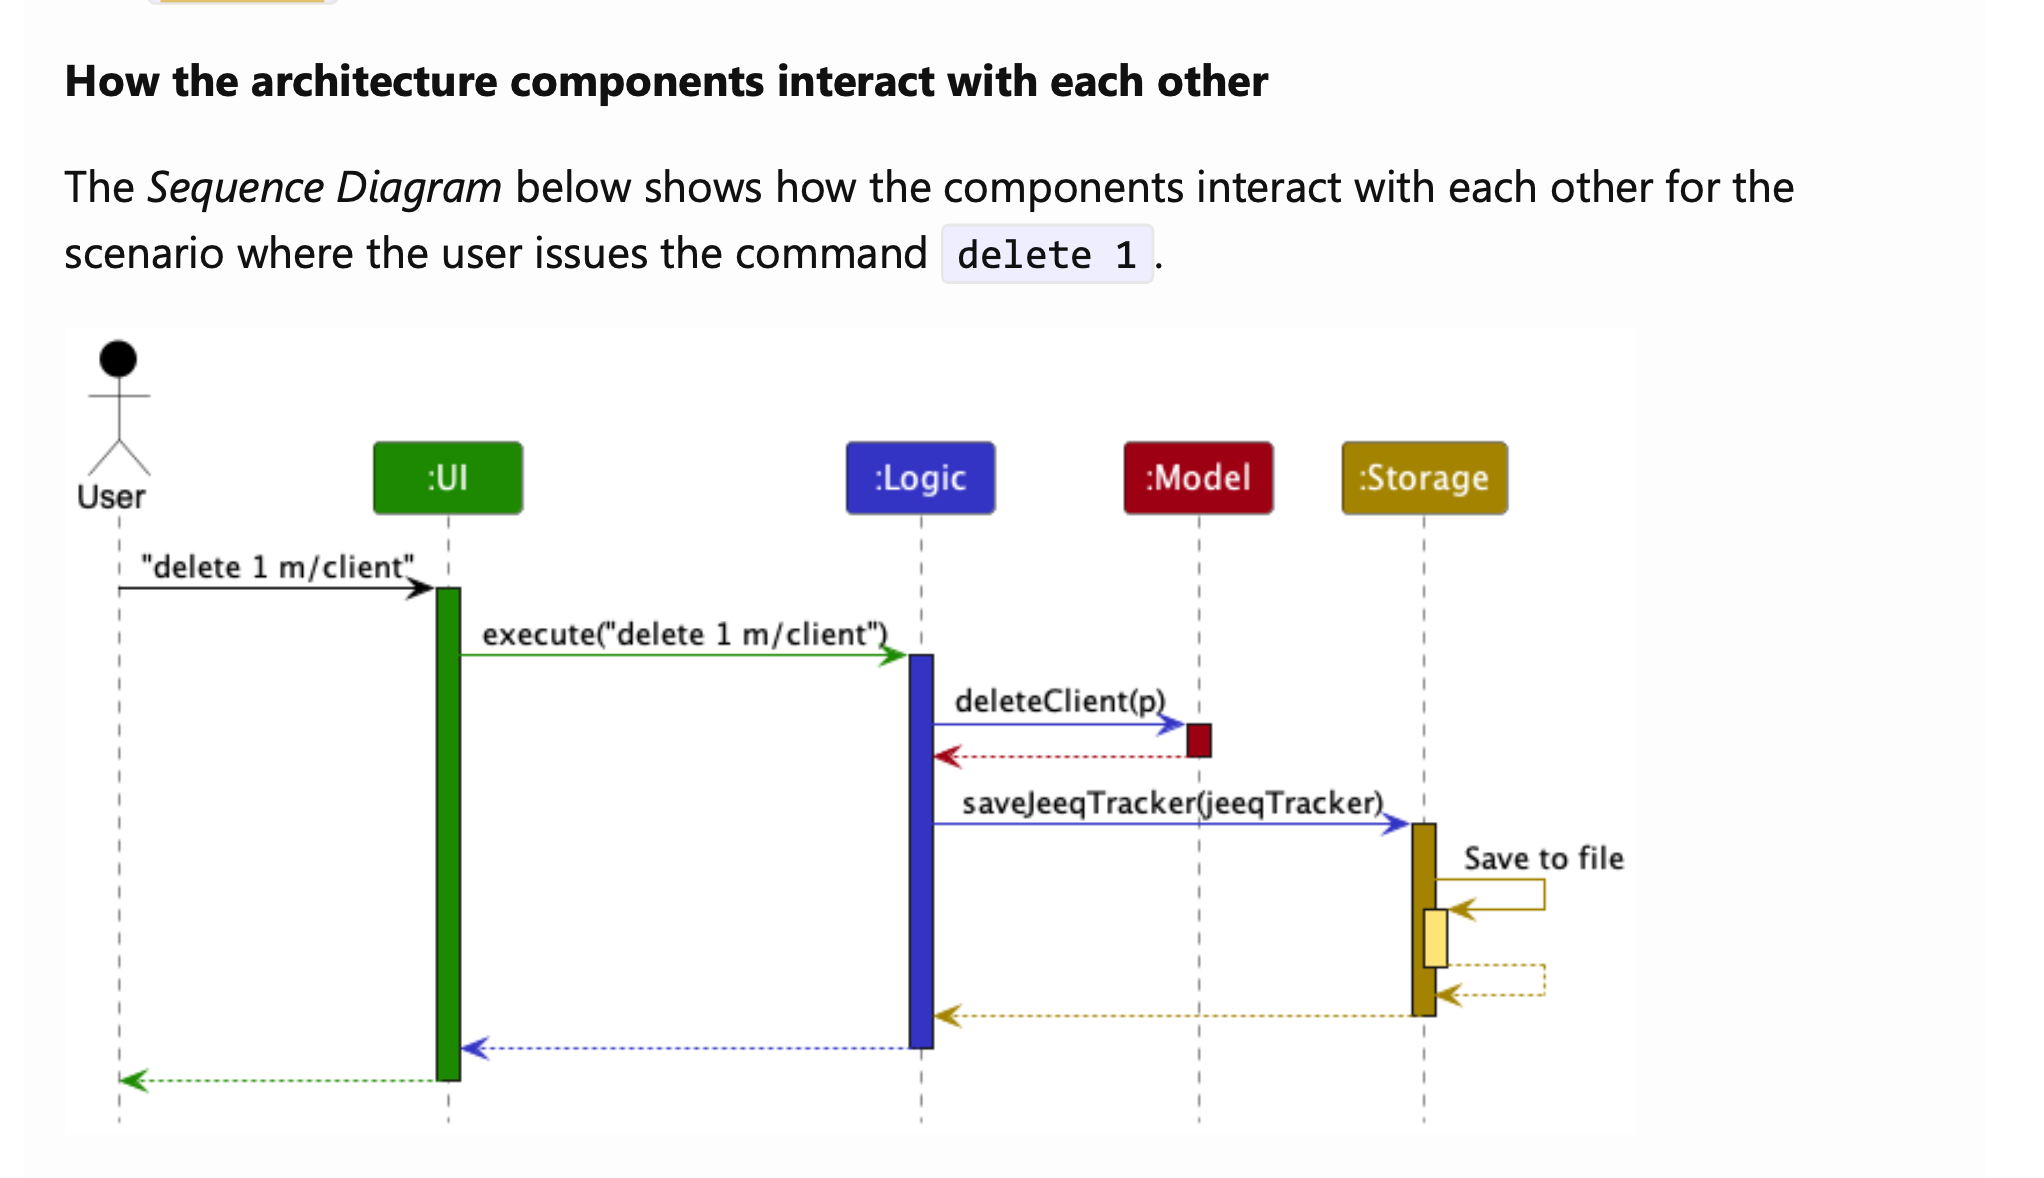 How the architecture components interact with each other
The Sequence Diagram below shows how the components interact with each other for the
scenario where the user issues the command delete 1.
User
:UI
:Logic
:Model
:Storage
"delete 1 m/client"
execute("delete 1 m/client")
deleteClient(p)
saveJeeqTracker(jeeqTracker)
Save to file